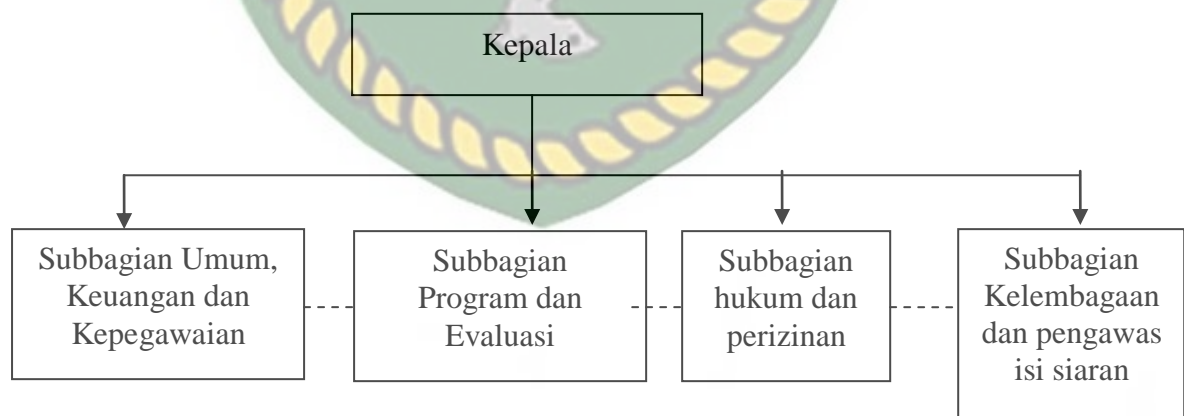 Kepala
Subbagian Umum,
Keuangan dan
Kepegawaian
Subbagian
Program dan
Evaluasi
Subbagian
hukum dan
perizinan
Subbagian
Kelembagaan
dan pengawas
isi siaran